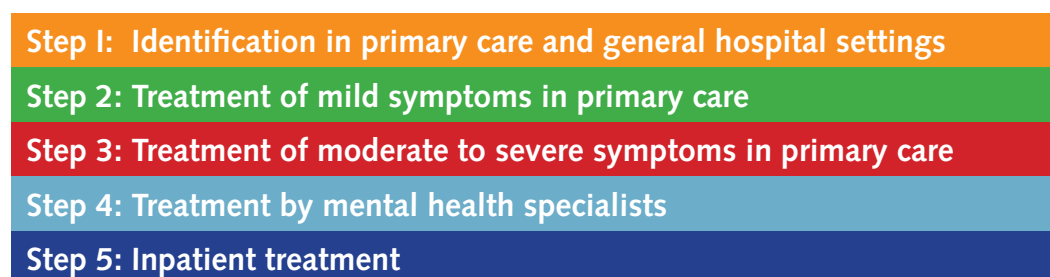 Step I: Identification in primary care and general hospital settings
Step 2: Treatment of mild symptoms in primary care
Step 3: Treatment of moderate to severe symptoms in primary care
Step 4: Treatment by mental health specialists
Step 5: Inpatient treatment